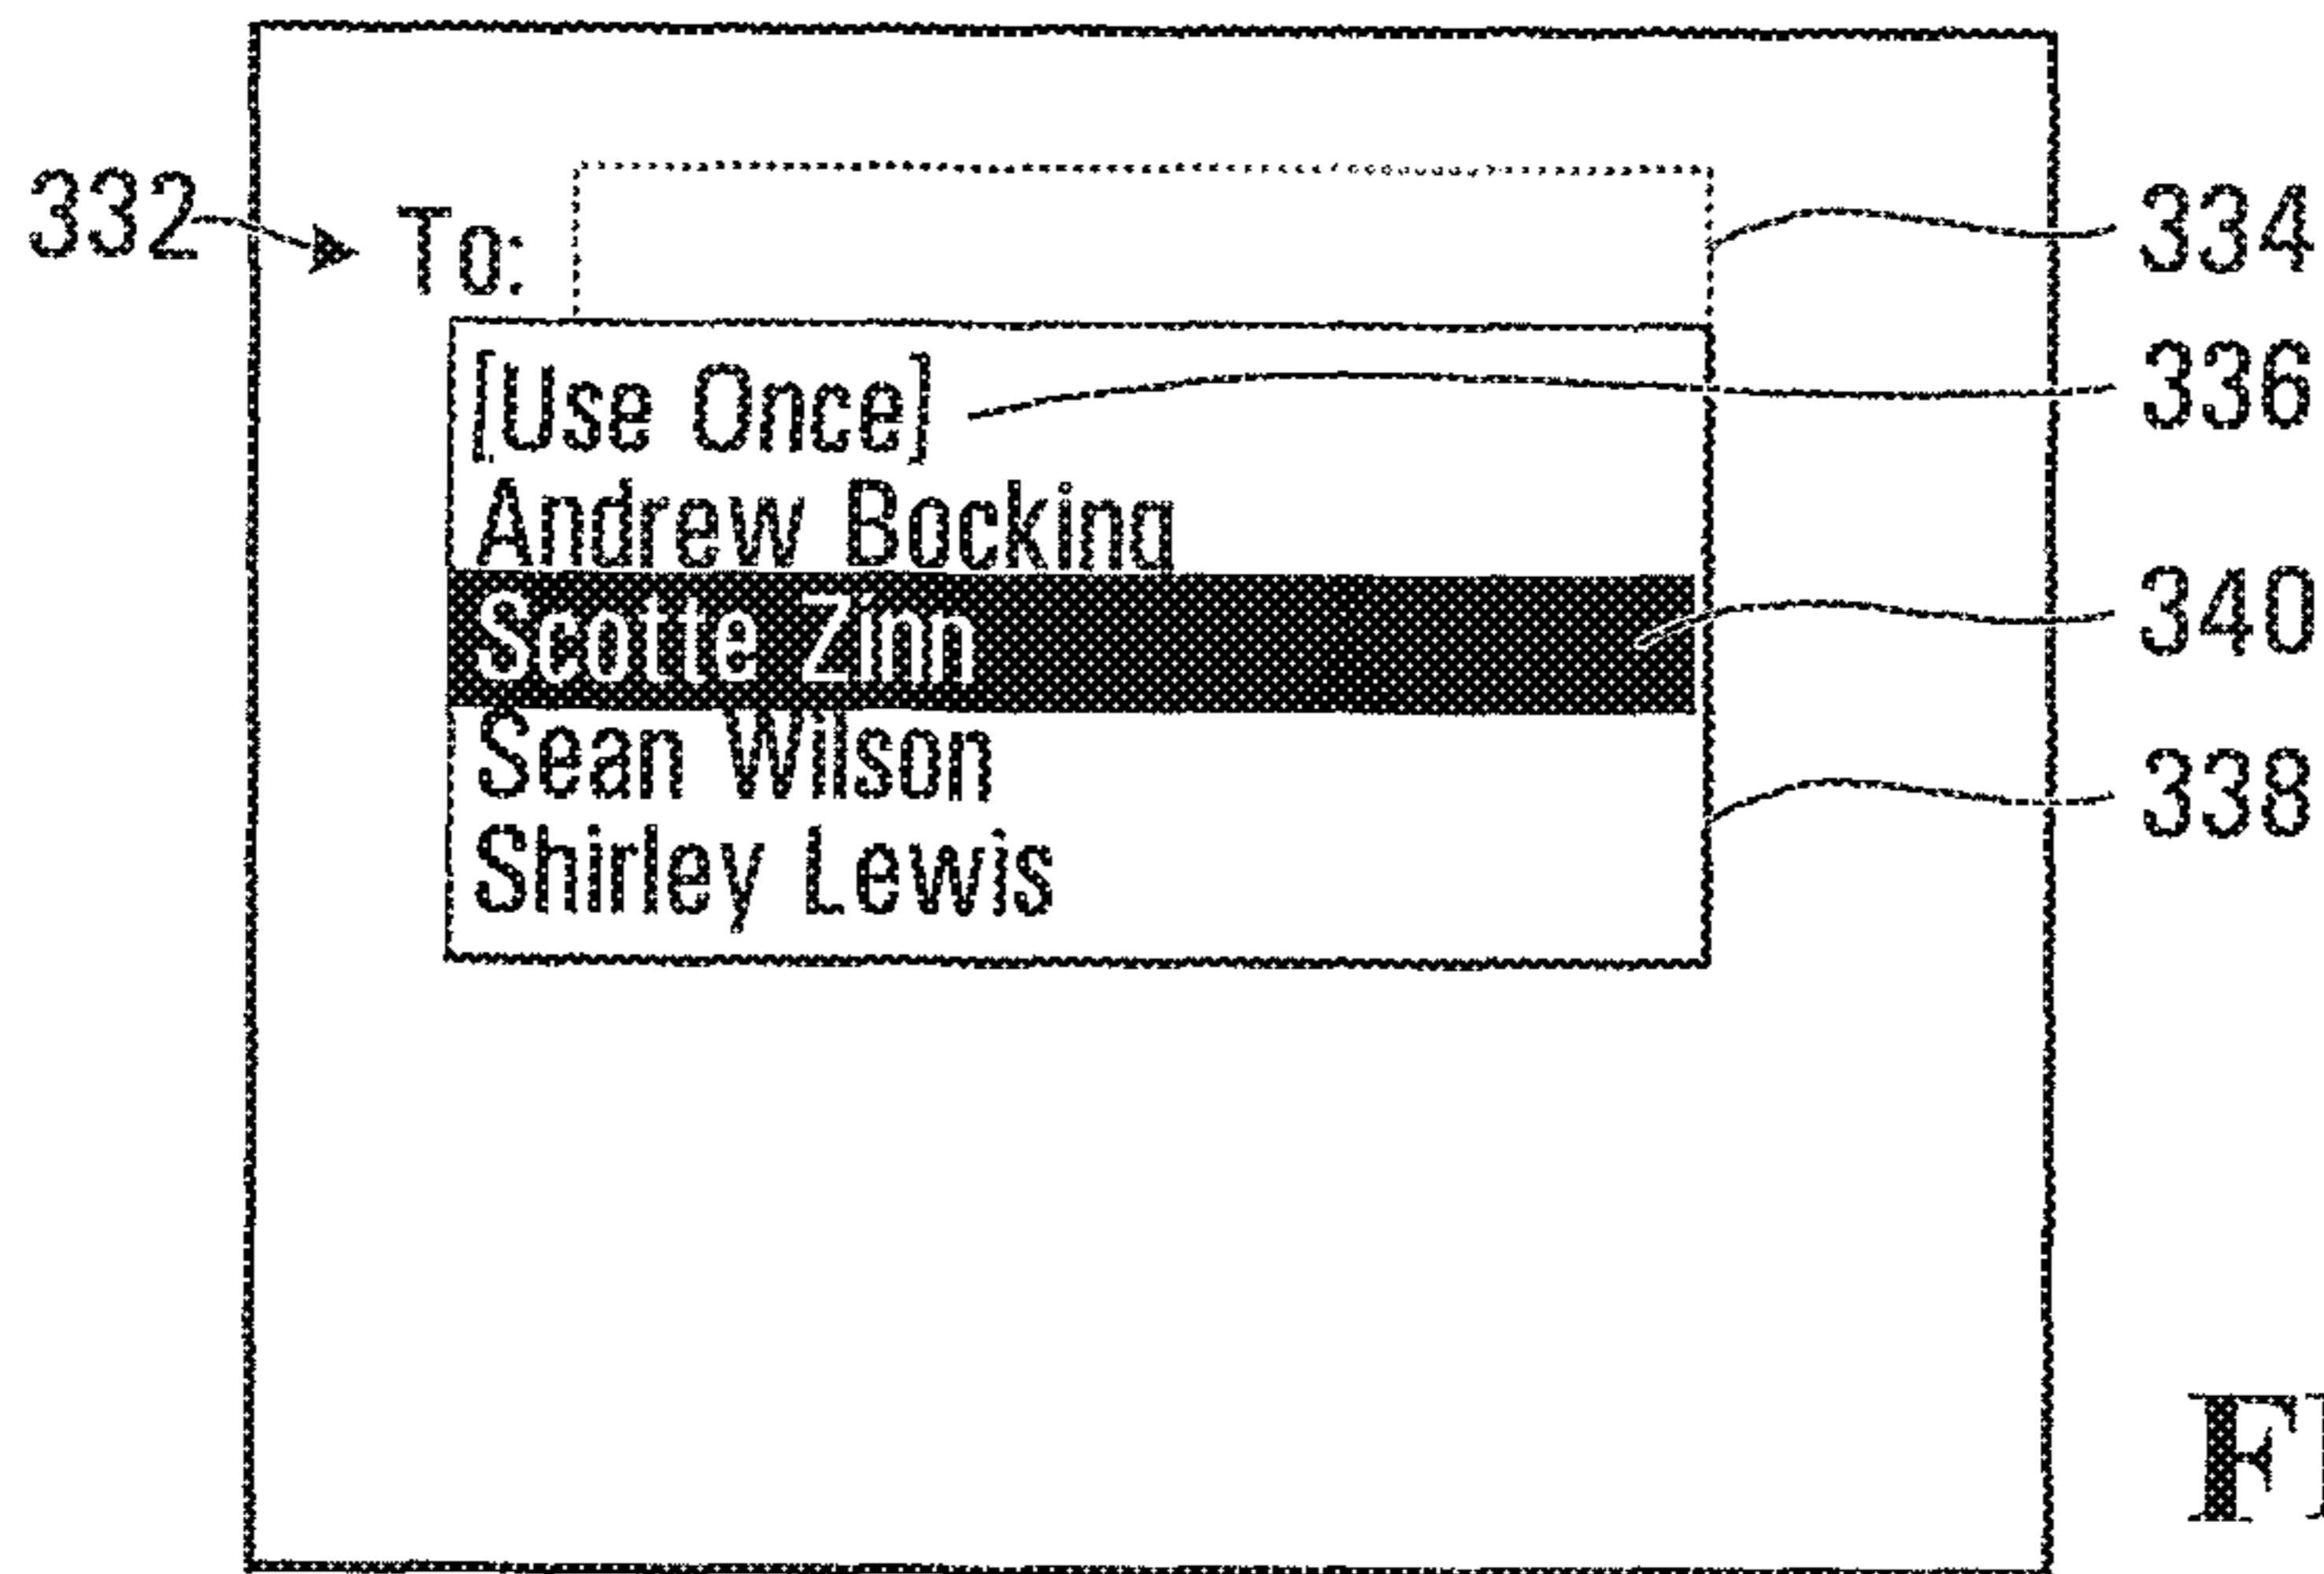 332 To: 334
[Use Once] 336
Andrew Bocking
Scotte Zinn 340
Sean Wilson 338
Shirley Lewis